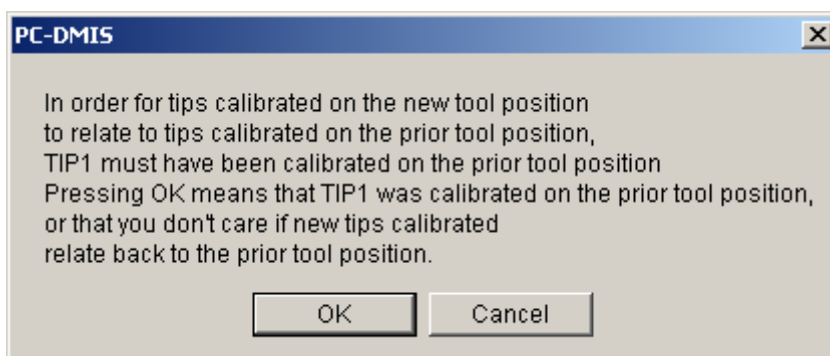 PC-DMIS
In order for tips calibrated on the new tool position
to relate to tips calibrated on the prior tool position,
TIP1 must have been calibrated on the prior tool position
Pressing OK means that TIP1 was calibrated on the prior tool position,
or that you don't care if new tips calibrated
relate back to the prior tool position.
OK
Cancel